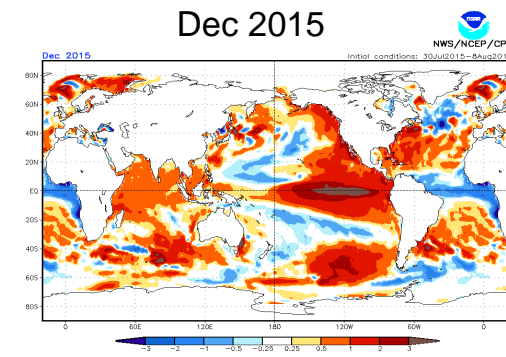 Dec 2015
NOAA
NWS/NCEP/CP
Dec 2015
Initial conditions: 30Jul2015-8Aug201
80N
60N
40N
20N
EQ
20S
40S
60S
80S
0 60E 120E 180 120W 60W 0
-3 -2 -1 -0.5 -0.25 0.25 0.5 1 2 3